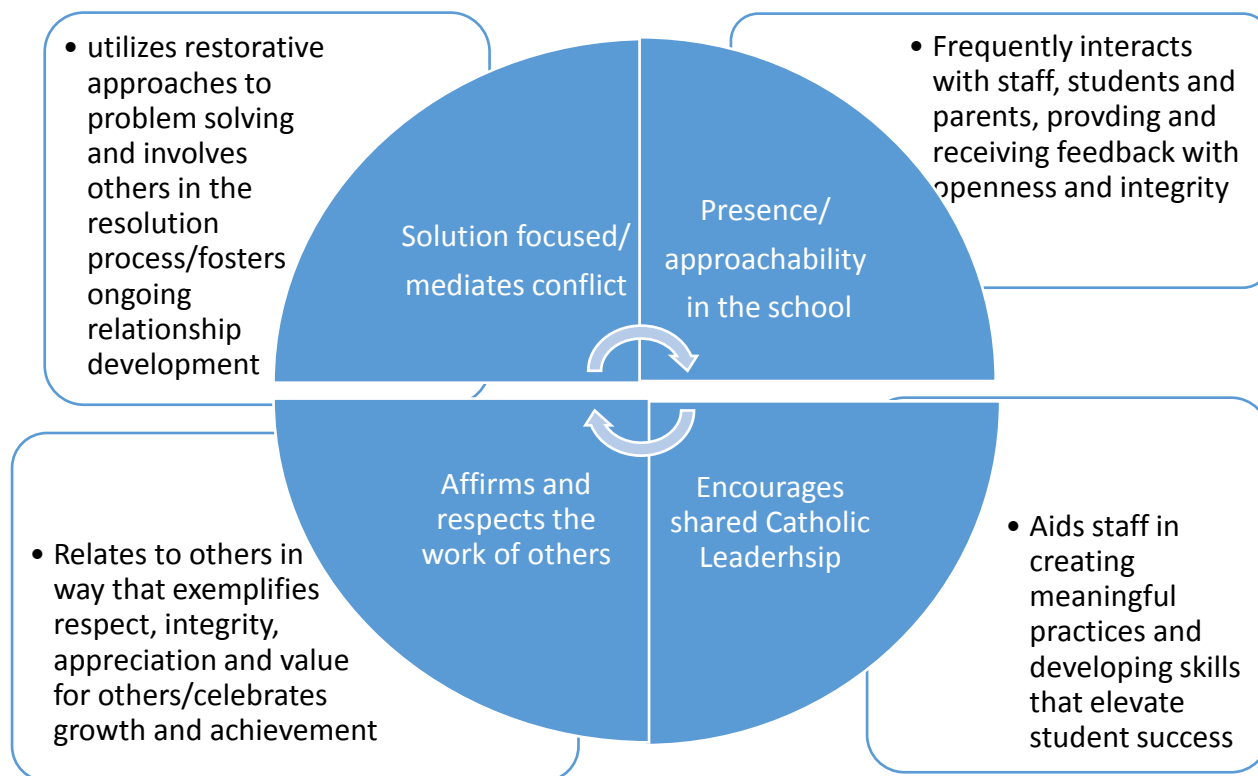 • utilizes restorative
approaches to
problem solving
and involves
others in the
resolution
process/fosters
ongoing
relationship
development
Solution focused/
mediates conflict
Presence/
approachability
in the school
• Frequently interacts
with staff, students and
parents, provding and
receiving feedback with
openness and integrity
• Relates to others in
way that exemplifies
respect, integrity,
appreciation and value
for others/celebrates
growth and achievement
Affirms and
respects the
work of others
Encourages
shared Catholic
Leaderhsip
• Aids staff in
creating
meaningful
practices and
developing skills
that elevate
student success